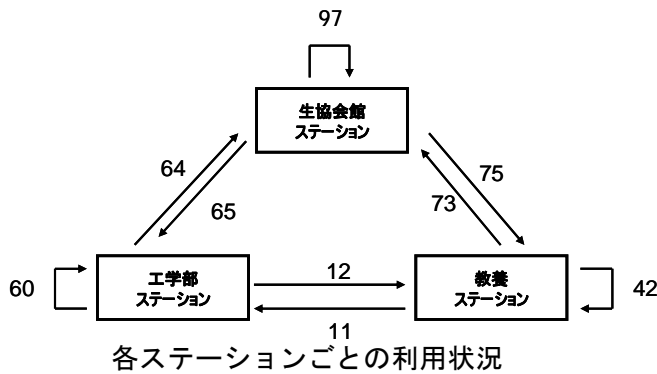 97
生協会館
ステーション
64
75
65
73
60
工学部
ステーション
12
教養
ステーション
42
11
各ステーションごとの利用状況